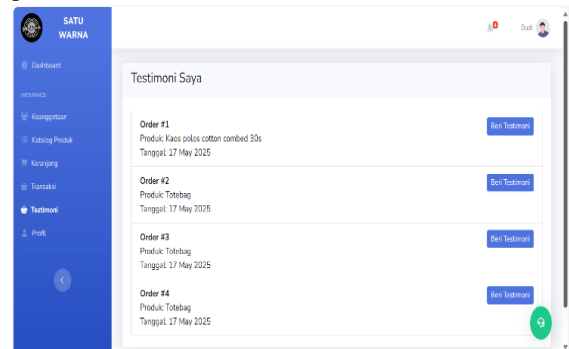 SATU
WARNA
4
Dashboard
Testimoni Saya
INTERFACE
Keanggotaan
Katalog Produk
Keranjang
Transaksi
Testimoni
Profil
Order #1
Produk: Kaos polos cotton combed 30s
Tanggal: 17 May 2025
Beri Testimoni
Order #2
Produk: Totebag
Tanggal: 17 May 2025
Beri Testimoni
Order #3
Produk: Totebag
Tanggal: 17 May 2025
Beri Testimoni
Order #4
Produk: Totebag
Tanggal: 17 May 2025
Beri Testimoni